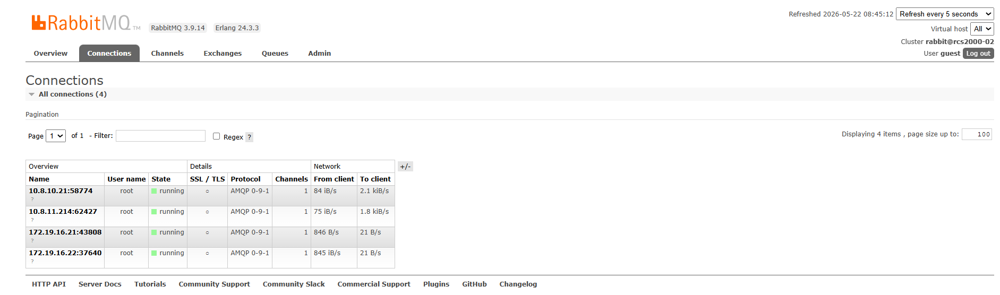 RabbitMQ TM RabbitMQ 3.9.14 Erlang 24.3.3
Refreshed 2026-05-22 08:45:12 Refresh every 5 seconds
Virtual host All
Cluster rabbit@rcs2000-02
User guest Log out
Overview Connections Channels Exchanges Queues Admin
Connections
All connections (4)
Pagination
Page 1 of 1 - Filter: Regex ?
Displaying 4 items , page size up to: 100
Overview Details Network +/-
Name User name State SSL / TLS Protocol Channels From client To client
10.8.10.21:58774 root running ○ AMQP 0-9-1 1 84 iB/s 2.1 kiB/s
?
10.8.11.214:62427 root running ○ AMQP 0-9-1 1 75 iB/s 1.8 kiB/s
?
172.19.16.21:43808 root running ○ AMQP 0-9-1 1 846 B/s 21 B/s
?
172.19.16.22:37640 root running ○ AMQP 0-9-1 1 845 iB/s 21 B/s
?
HTTP API Server Docs Tutorials Community Support Community Slack Commercial Support Plugins GitHub Changelog